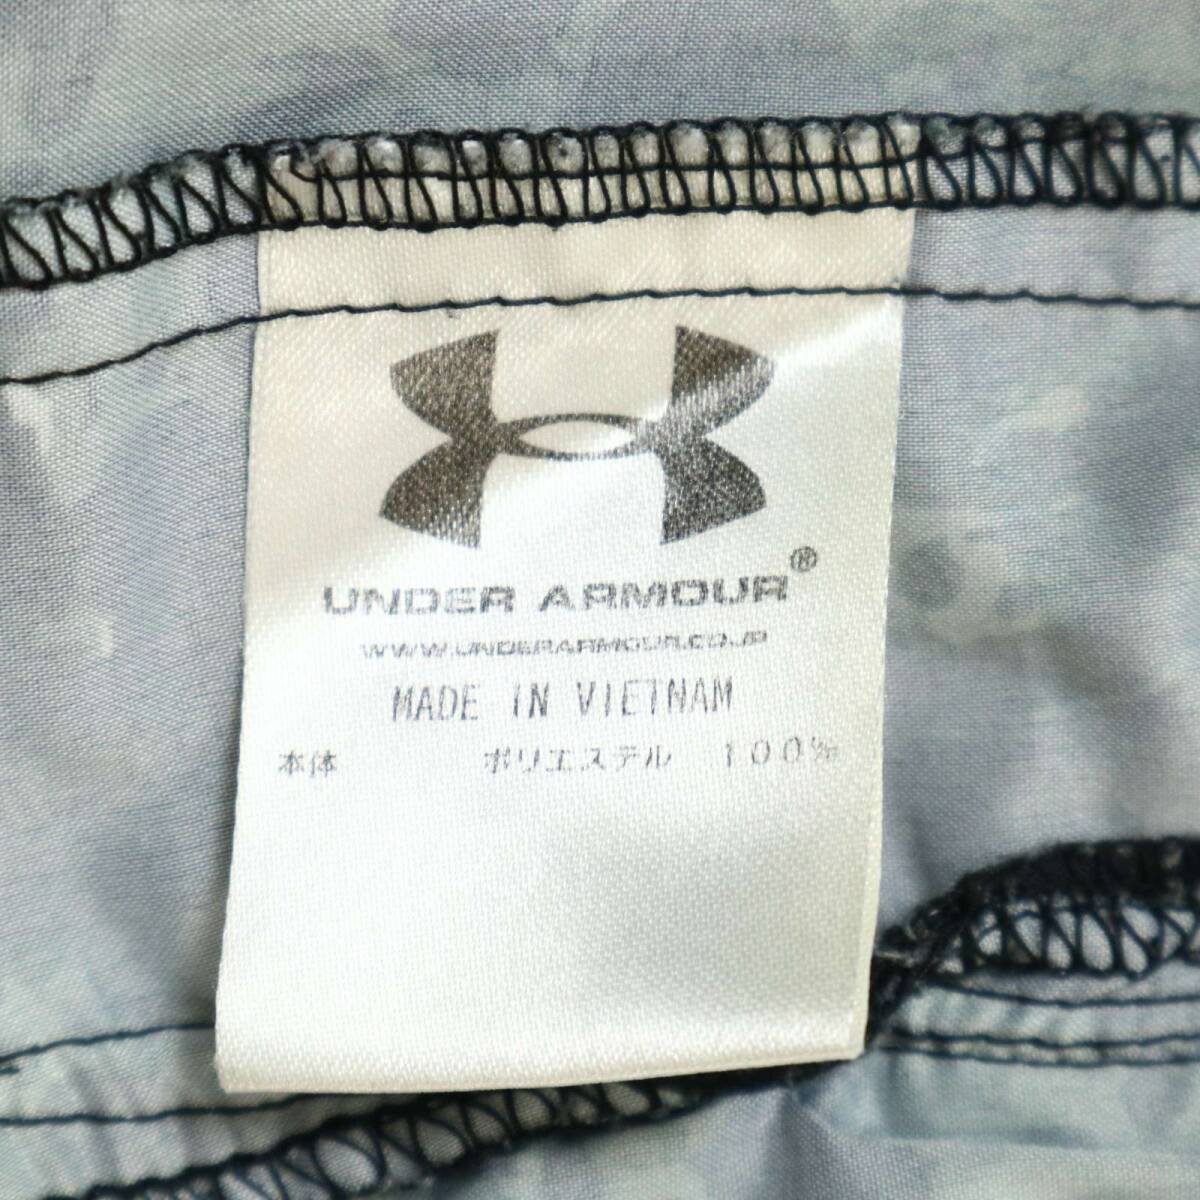 UNDER ARMOUR®
WWW.UNDERARMOUR.CO.JP
MADE IN VIETNAM
本体 ポリエステル 100%